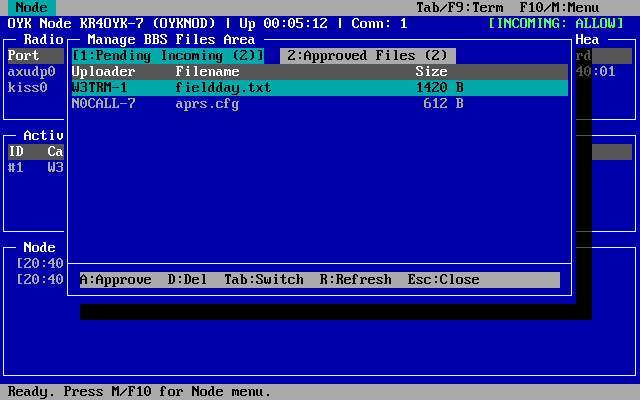 Node Tab/F9:Term F10/M:Menu
OYK Node KR4OYK-7 (OYKNOD) | Up 00:05:12 | Conn: 1 [INCOMING: ALLOW]
Radio Manage BBS Files Area Hea
Port [1:Pending Incoming (2)] 2:Approved Files (2) rd
axudp0 Uploader Filename Size 40:01
kiss0 W3TRM-1 fieldday.txt 1420 B
N0CALL-7 aprs.cfg 612 B
Activ
ID Ca
#1 W3
Node
[20:40
[20:40 A:Approve D:Del Tab:Switch R:Refresh Esc:Close
Ready. Press M/F10 for Node menu.